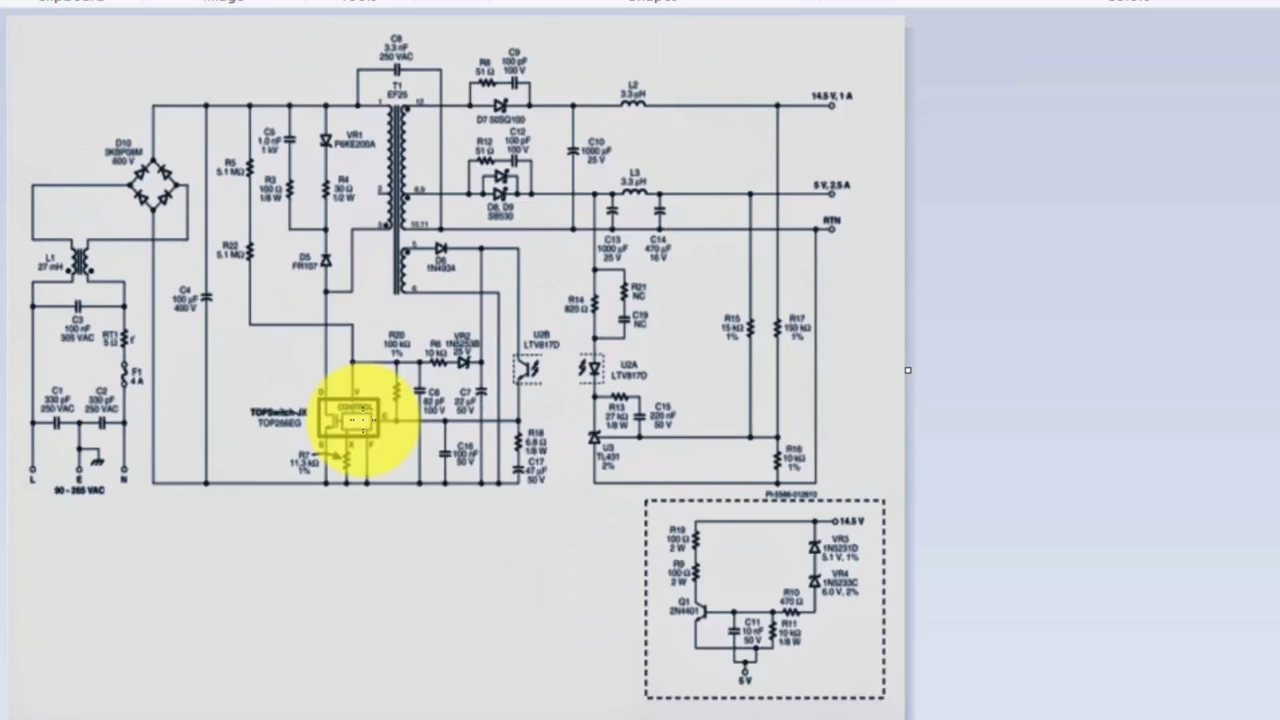 C8
3.3 nF
250 VAC
T1
EF25
R8
51 Ω
C9
100 pF
100 V
D7 50SQ100
L2
3.3 µH
14.5 V, 1 A
D10
3KBP08M
600 V
C5
1.0 nF
1 kV
VR1
P6KE200A
R5
5.1 MΩ
R3
R4
30 Ω
1/2 W
1/8 W
1
2
3
R12
51 Ω
C12
100 pF
100 V
D8, D9
SB530
C10
1000 µF
25 V
L3
3.3 µH
5 V, 2.5 A
RTN
L1
27 mH
R22
5.1 MΩ
D5
FR107
5
6
D6
1N4934
C13
1000 µF
25 V
C14
470 µF
16 V
C4
100 µF
400 V
C3
100 nF
305 VAC
RT1
5 Ω
F1
4 A
C1
330 pF
250 VAC
C2
330 pF
250 VAC
L
E
N
90 - 265 VAC
R20
100 kΩ
1%
R6
10 kΩ
VR2
25 V
U2B
LTV817D
R14
820 Ω
R21
NC
C19
NC
R15
15 kΩ
1%
R17
150 kΩ
1%
U2A
LTV817D
TOPSwitch-JX
TOP266EG
CONTROL
D
V
C
S
X
F
R7
11.3 kΩ
1%
C6
100 V
C7
22 µF
50 V
C16
100 nF
50 V
R18
6.8 Ω
1/8 W
C17
47 µF
50 V
R13
27 kΩ
1/8 W
C15
220 nF
50 V
U3
TL431
2%
R16
10 kΩ
1%
R19
100 Ω
2 W
R9
100 Ω
2 W
Q1
2N4401
14.5 V
VR3
1N5231D
5.1 V, 1%
VR4
1N5233C
6.0 V, 2%
R10
470 Ω
C11
10 nF
50 V
R11
10 kΩ
1/8 W
5 V